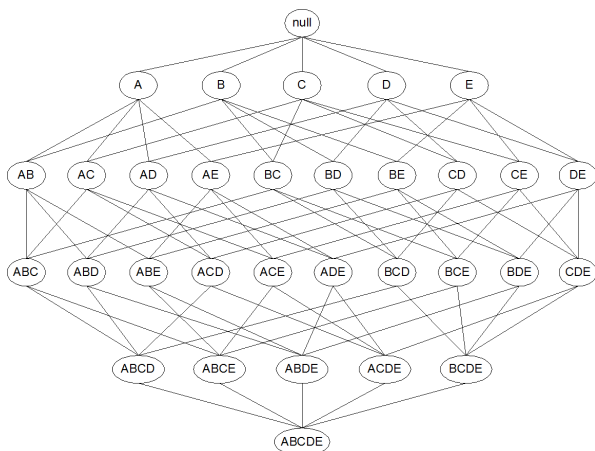 null
A B C D E
AB AC AD AE BC BD BE CD CE DE
ABC ABD ABE ACD ACE ADE BCD BCE BDE CDE
ABCD ABCE ABDE ACDE BCDE
ABCDE